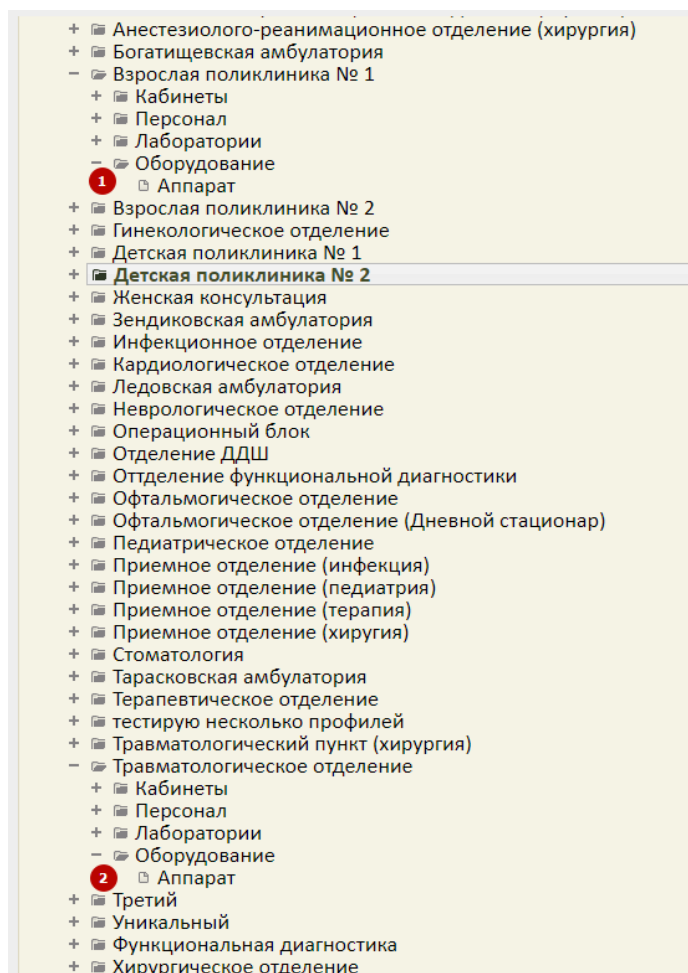 Анестезиолого-реанимационное отделение (хирургия)
Богатищевская амбулатория
Взрослая поликлиника № 1
Кабинеты
Персонал
Лаборатории
Оборудование
1 Аппарат
Взрослая поликлиника № 2
Гинекологическое отделение
Детская поликлиника № 1
Детская поликлиника № 2
Женская консультация
Зендиковская амбулатория
Инфекционное отделение
Кардиологическое отделение
Ледовская амбулатория
Неврологическое отделение
Операционный блок
Отделение ДДШ
Оттделение функциональной диагностики
Офтальмогическое отделение
Офтальмогическое отделение (Дневной стационар)
Педиатрическое отделение
Приемное отделение (инфекция)
Приемное отделение (педиатрия)
Приемное отделение (терапия)
Приемное отделение (хиругия)
Стоматология
Тарасковская амбулатория
Терапевтическое отделение
тестирую несколько профилей
Травматологический пункт (хирургия)
Травматологическое отделение
Кабинеты
Персонал
Лаборатории
Оборудование
2 Аппарат
Третий
Уникальный
Функциональная диагностика
Хирургическое отделение